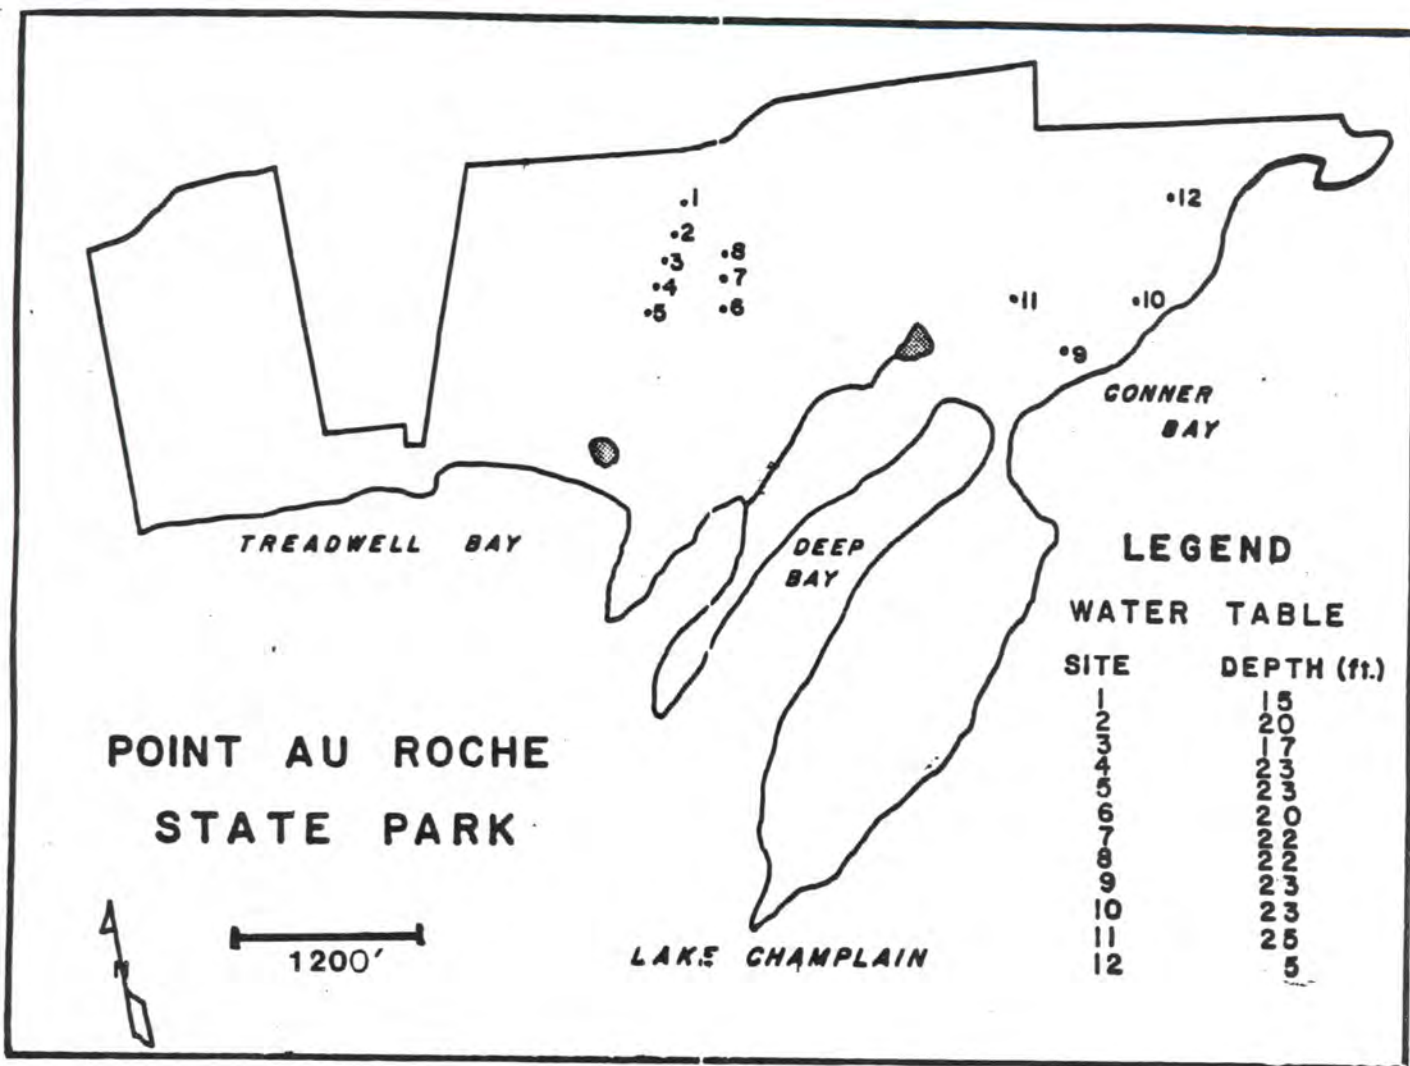 1
2
3
4
5
8
7
6
12
11
10
9
CONNER
BAY
TREADWELL BAY
DEEP
BAY
LEGEND
WATER TABLE
SITE DEPTH (ft.)
1 15
2 20
3 17
4 23
5 23
6 20
7 22
8 22
9 23
10 23
11 25
12 5
POINT AU ROCHE
STATE PARK
N
1200'
LAKE CHAMPLAIN